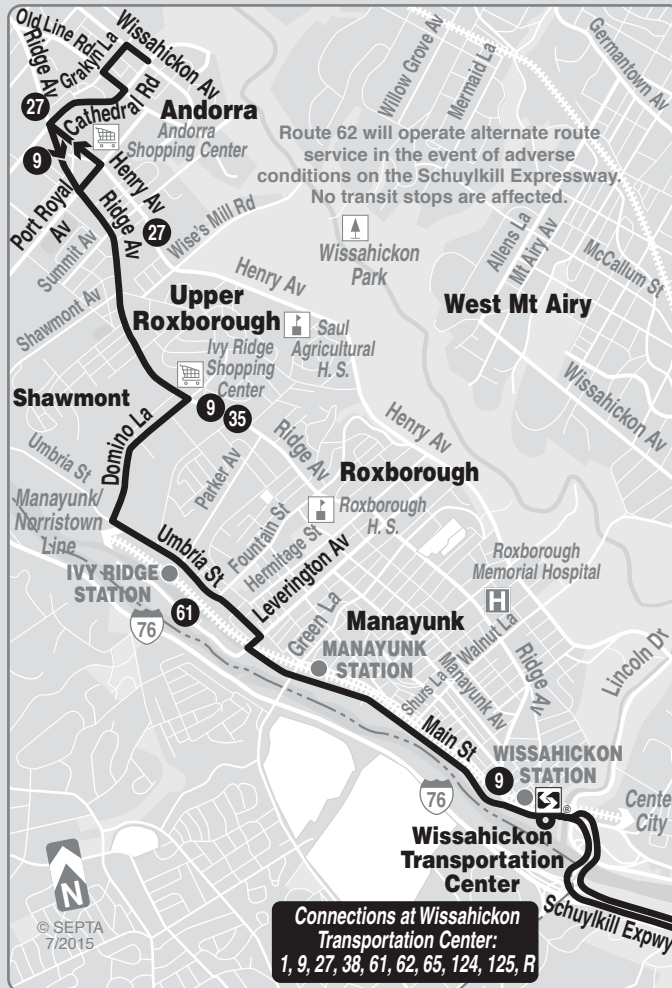 Old Line Rd
Ridge Av
Grakyn La
Wissahickon Av
Willow Grove Av
Mermaid La
Germantown Av
27
Cathedral Rd
Andorra
Andorra
Shopping Center
Route 62 will operate alternate route
service in the event of adverse
conditions on the Schuylkill Expressway.
No transit stops are affected.
9
Henry Av
Port Royal
Av
Ridge Av
27
Summit Av
Wise's Mill Rd
Wissahickon
Park
Allens La
Mt Airy Av
McCallum St
Shawmont Av
Henry Av
Upper
Roxborough
West Mt Airy
Saul
Agricultural
H. S.
Ivy Ridge
Shopping
Center
Wissahickon Av
Shawmont
9
35
Domino La
Henry Av
Ridge Av
Parker Av
Roxborough
Umbria St
Manayunk/
Norristown
Line
Roxborough
H. S.
Fountain St
Hermitage St
Umbria St
Leverington Av
Roxborough
Memorial Hospital
H
IVY RIDGE
STATION
61
76
Green La
Manayunk
MANAYUNK
STATION
Walnut La
Shurs La
Manayunk Av
Ridge Av
Lincoln Dr
Main St
WISSAHICKON
STATION
9
®
76
Cente
City
Wissahickon
Transportation
Center
Schuylkill Expwy
N
© SEPTA
7/2015
Connections at Wissahickon
Transportation Center:
1, 9, 27, 38, 61, 62, 65, 124, 125, R